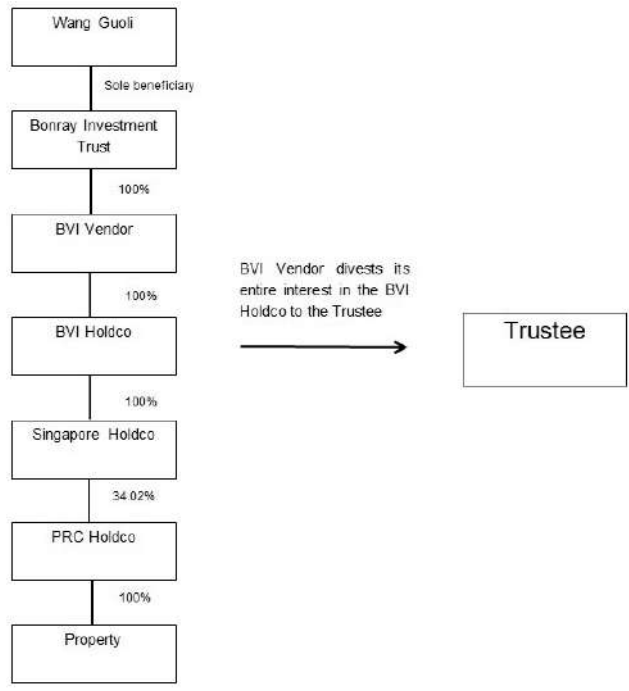 Wang Guoli
Sole beneficiary
Bonray Investment
Trust
100%
BVI Vendor
100%
BVI Holdco
100%
Singapore Holdco
34.02%
PRC Holdco
100%
Property
BVI Vendor divests its
entire interest in the BVI
Holdco to the Trustee
Trustee